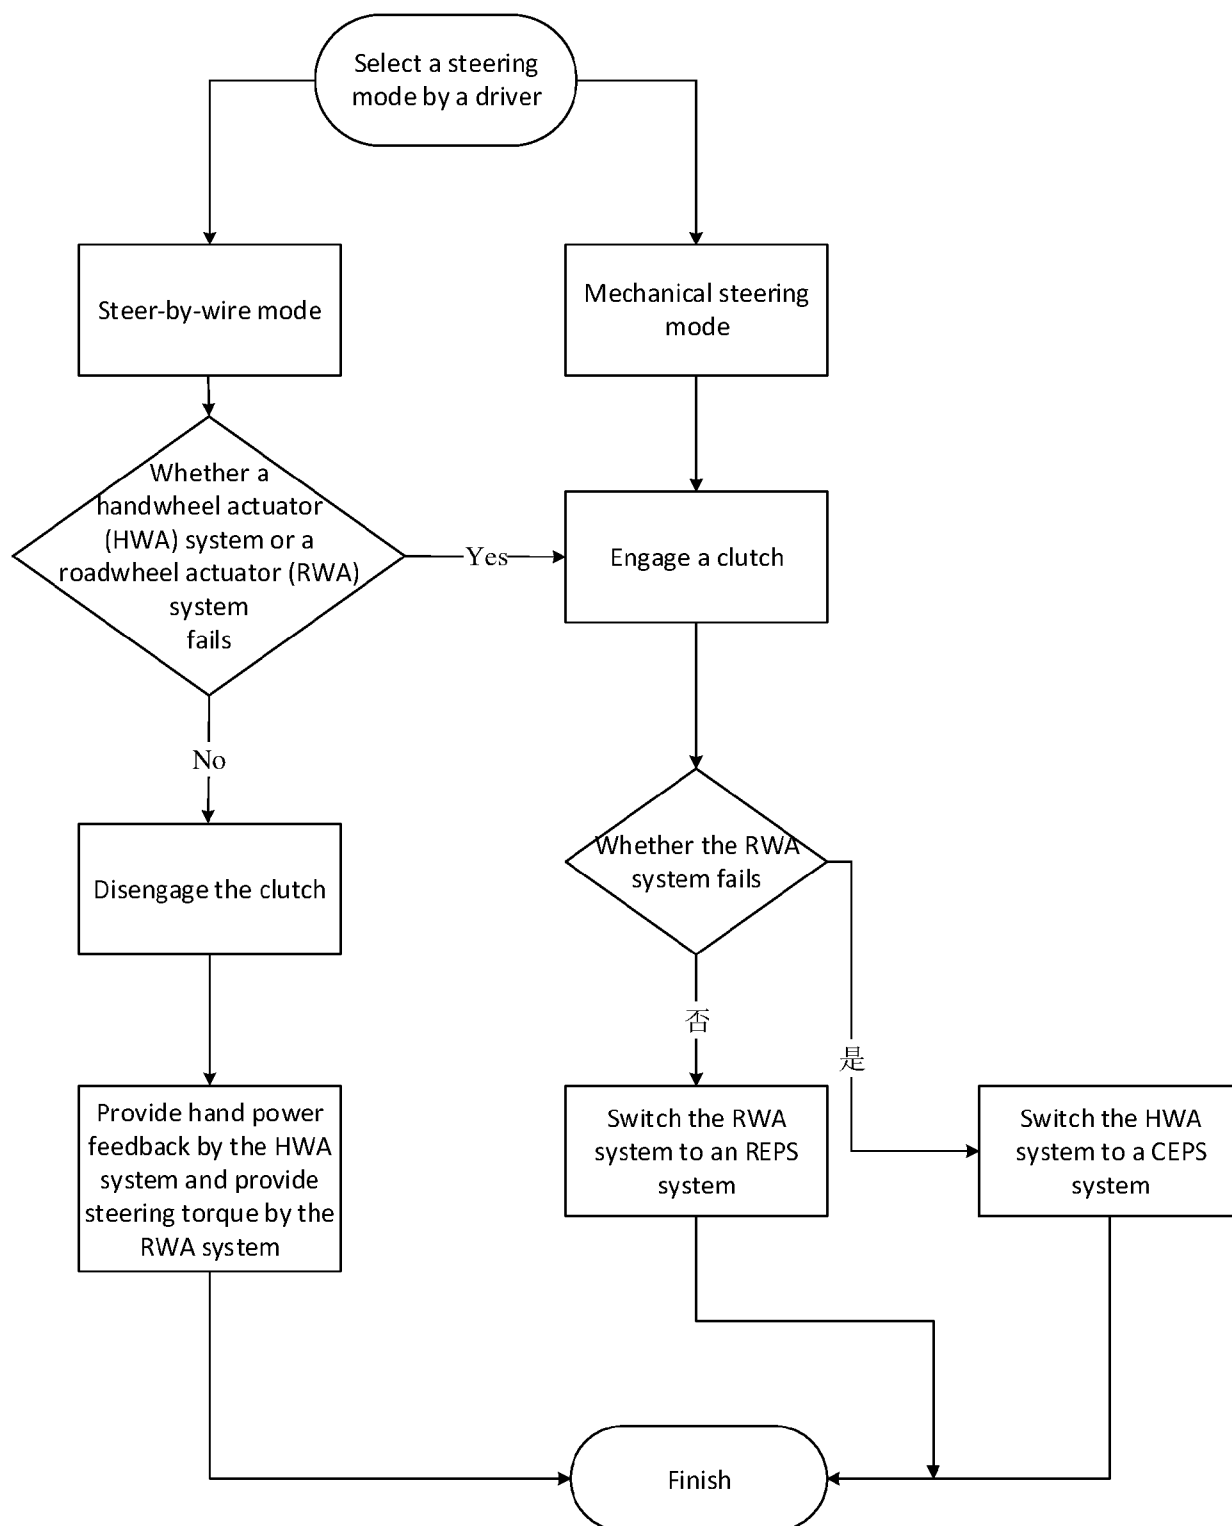 Select a steering
mode by a driver
Steer-by-wire mode
Mechanical steering
mode
Whether a
handwheel actuator
(HWA) system or a
roadwheel actuator (RWA)
system
fails
Yes
Engage a clutch
No
Disengage the clutch
Whether the RWA
system fails
否
是
Provide hand power
feedback by the HWA
system and provide
steering torque by the
RWA system
Switch the RWA
system to an REPS
system
Switch the HWA
system to a CEPS
system
Finish